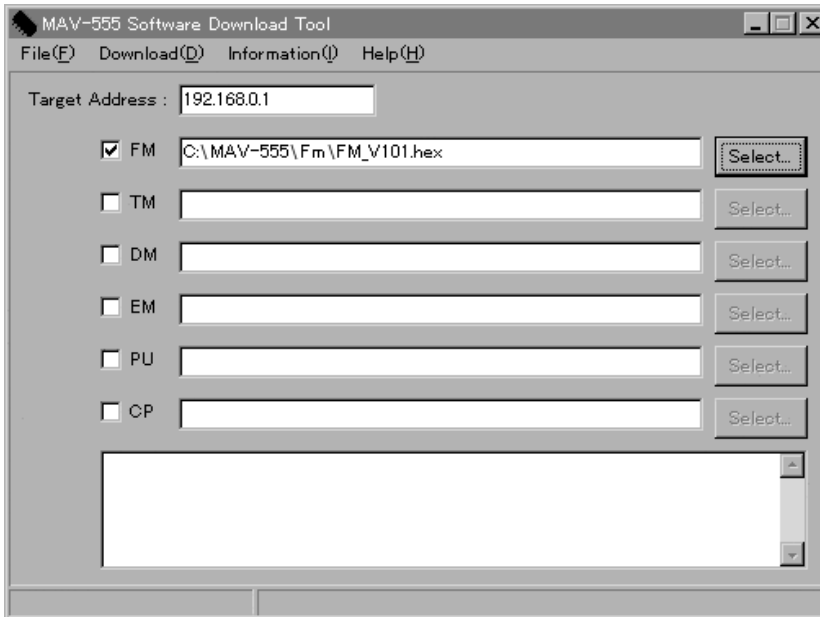 MAV-555 Software Download Tool
File(F) Download(D) Information(I) Help(H)
Target Address : 192.168.0.1
FM C:\MAV-555\Fm\FM_V101.hex Select...
TM Select...
DM Select...
EM Select...
PU Select...
CP Select...